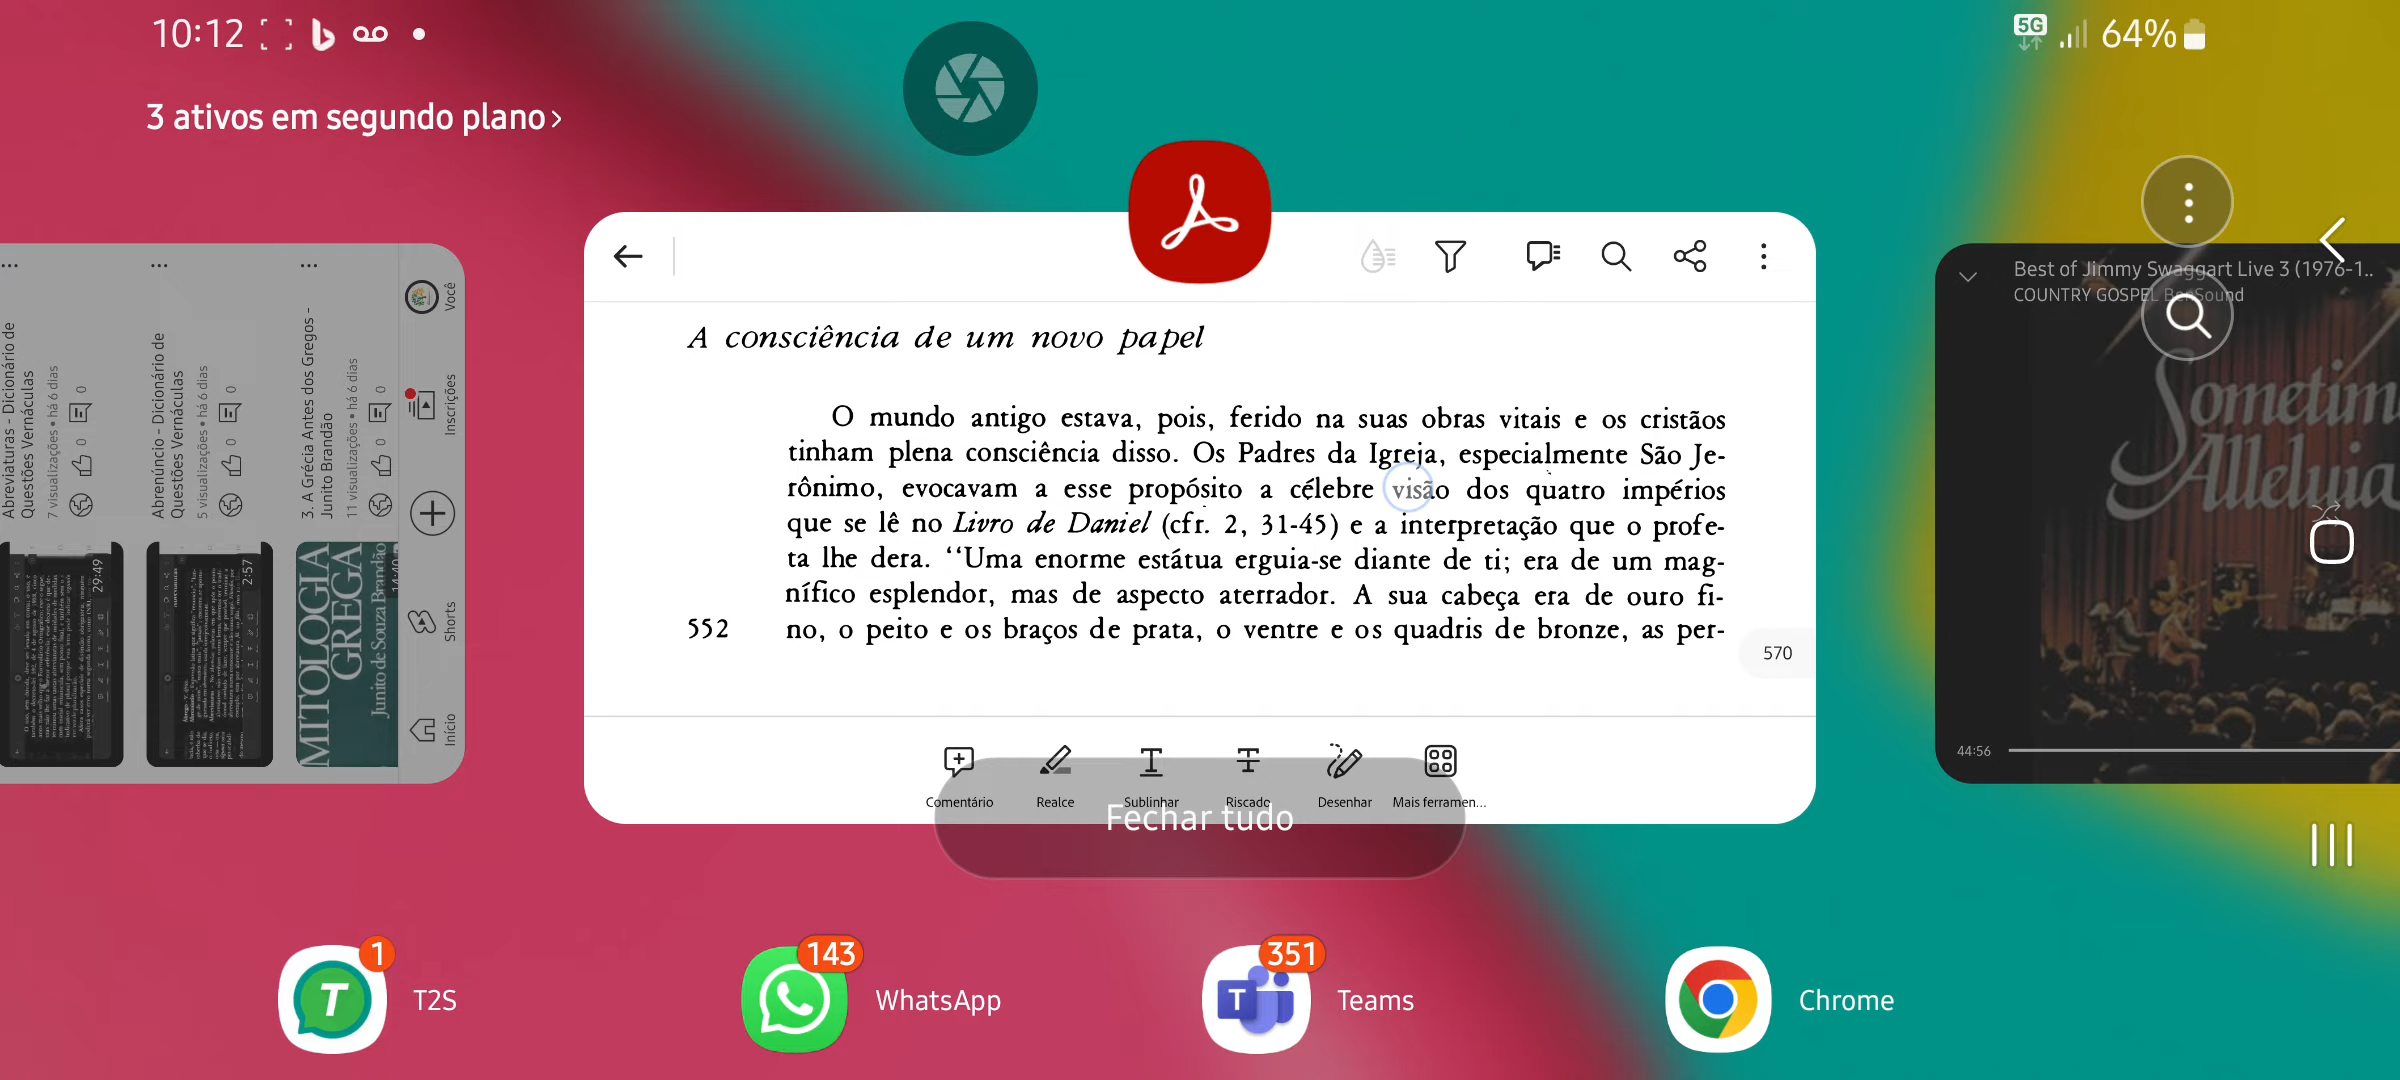 10:12
5G
64%
3 ativos em segundo plano
A consciência de um novo papel
O mundo antigo estava, pois, ferido na suas obras vitais e os cristãos
tinham plena consciência disso. Os Padres da Igreja, especialmente São Je-
rônimo, evocavam a esse propósito a célebre visão dos quatro impérios
que se lê no Livro de Daniel (cfr. 2, 31-45) e a interpretação que o profe-
ta lhe dera. “Uma enorme estátua erguia-se diante de ti; era de um mag-
nífico esplendor, mas de aspecto aterrador. A sua cabeça era de ouro fi-
552 no, o peito e os braços de prata, o ventre e os quadris de bronze, as per-
570
Comentário Realce Sublinhar Riscado Desenhar Mais ferramen...
Fechar tudo
Abreviaturas - Dicionário de
Questões Vernáculas
7 visualizações • há 6 dias
0 0
29:49
Abrenúncio - Dicionário de
Questões Vernáculas
5 visualizações • há 6 dias
0 0
2:57
3. A Grécia Antes dos Gregos -
Junito Brandão
11 visualizações • há 6 dias
0 0
MITOLOGIA
GREGA
Junito de Souza Brandão
Início
Shorts
Inscrições
Você
Best of Jimmy Swaggart Live 3 (1976-1..
COUNTRY GOSPEL
Sometim
Alleluia
44:56
1
T2S
143
WhatsApp
351
T
Teams
Chrome